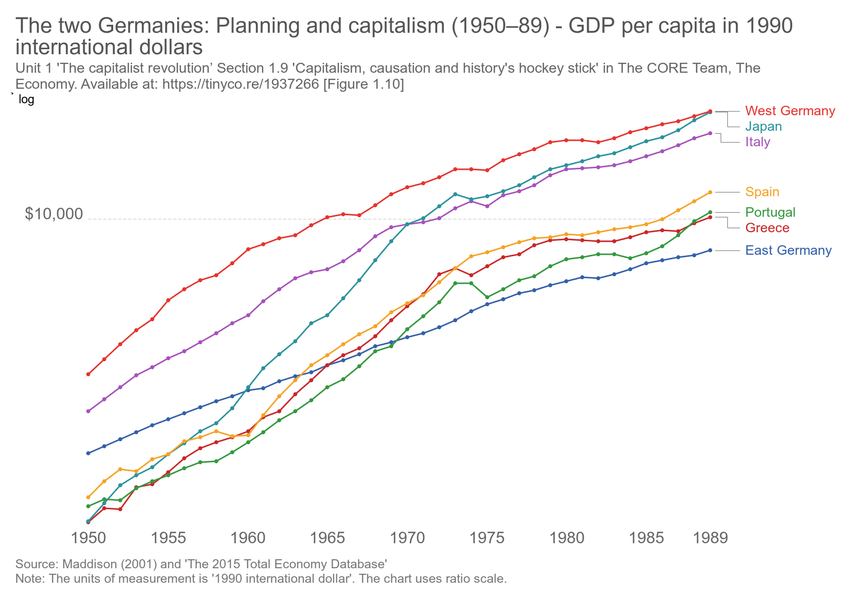 The two Germanies: Planning and capitalism (1950–89) - GDP per capita in 1990
international dollars
Unit 1 'The capitalist revolution’ Section 1.9 'Capitalism, causation and history's hockey stick' in The CORE Team, The
Economy. Available at: https://tinyco.re/1937266 [Figure 1.10]
` log
West Germany
Japan
Italy
Spain
$10,000
Portugal
Greece
East Germany
1950 1955 1960 1965 1970 1975 1980 1985 1989
Source: Maddison (2001) and 'The 2015 Total Economy Database'
Note: The units of measurement is '1990 international dollar'. The chart uses ratio scale.